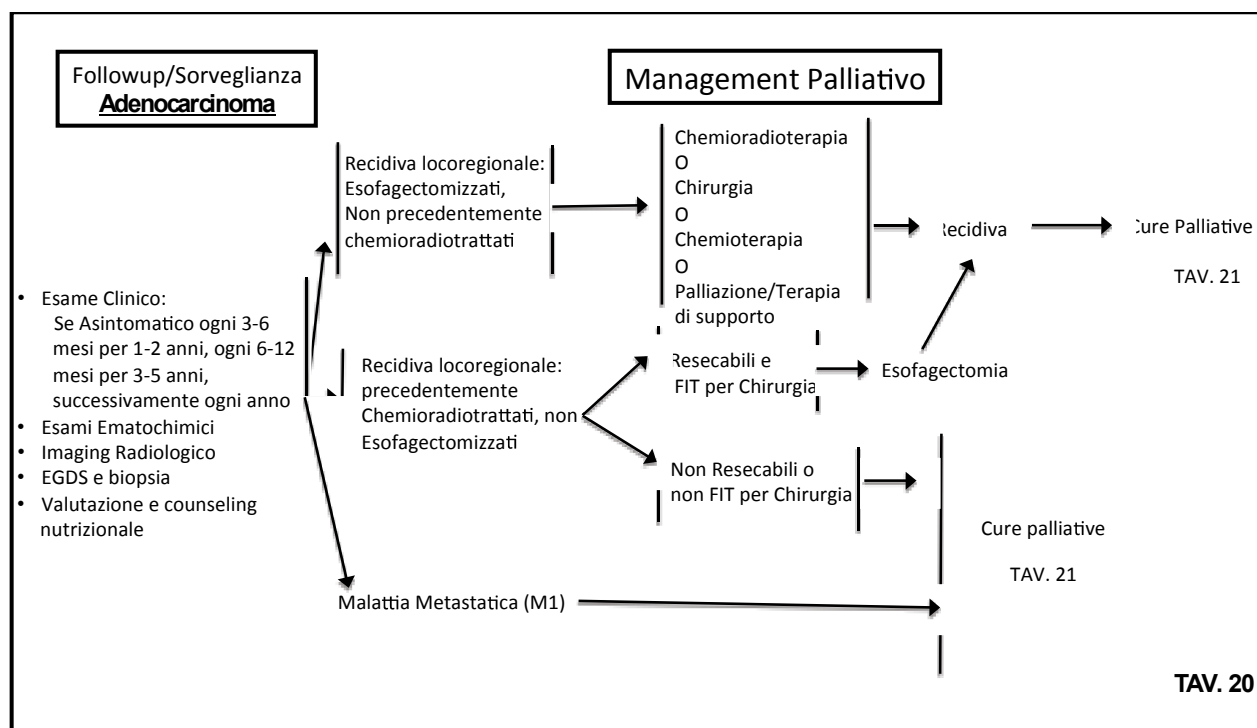 Followup/Sorveglianza
Adenocarcinoma
Management Palliativo
Recidiva locoregionale:
Esofagectomizzati,
Non precedentemente
chemioradiotrattati
Chemioradioterapia
O
Chirurgia
O
Chemioterapia
O
Palliazione/Terapia
di supporto
Recidiva
Cure Palliative
TAV. 21
• Esame Clinico:
Se Asintomatico ogni 3-6
mesi per 1-2 anni, ogni 6-12
mesi per 3-5 anni,
successivamente ogni anno
• Esami Ematochimici
• Imaging Radiologico
• EGDS e biopsia
• Valutazione e counseling
nutrizionale
Recidiva locoregionale:
precedentemente
Chemioradiotrattati, non
Esofagectomizzati
Resecabili e
FIT per Chirurgia
Esofagectomia
Non Resecabili o
non FIT per Chirurgia
Cure palliative
TAV. 21
Malattia Metastatica (M1)
TAV. 20